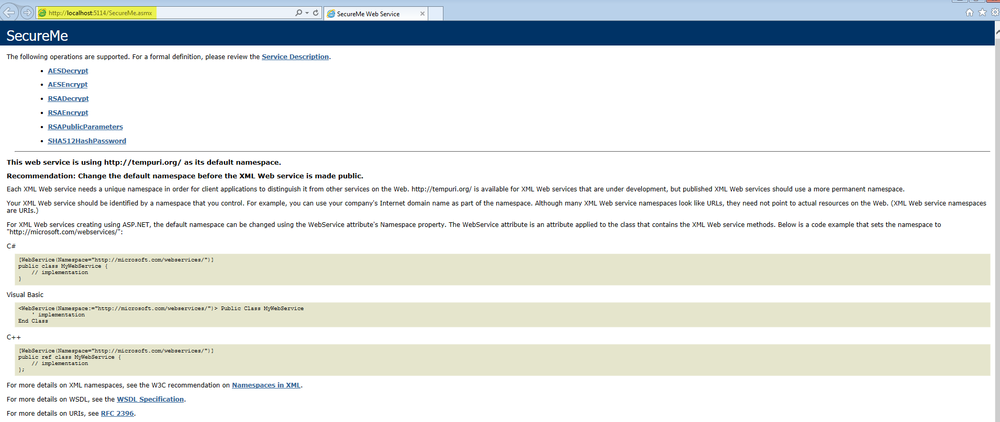 http://localhost:5114/SecureMe.asmx
SecureMe Web Service
SecureMe
The following operations are supported. For a formal definition, please review the Service Description.
• AESDecrypt
• AESEncrypt
• RSADecrypt
• RSAEncrypt
• RSAPublicParameters
• SHA512HashPassword
This web service is using http://tempuri.org/ as its default namespace.
Recommendation: Change the default namespace before the XML Web service is made public.
Each XML Web service needs a unique namespace in order for client applications to distinguish it from other services on the Web. http://tempuri.org/ is available for XML Web services that are under development, but published XML Web services should use a more permanent namespace.
Your XML Web service should be identified by a namespace that you control. For example, you can use your company's Internet domain name as part of the namespace. Although many XML Web service namespaces look like URLs, they need not point to actual resources on the Web. (XML Web service namespaces
are URIs.)
For XML Web services creating using ASP.NET, the default namespace can be changed using the WebService attribute's Namespace property. The WebService attribute is an attribute applied to the class that contains the XML Web service methods. Below is a code example that sets the namespace to
"http://microsoft.com/webservices/":
C#
[WebService(Namespace="http://microsoft.com/webservices/")]
public class MyWebService {
    // implementation
}
Visual Basic
<WebService(Namespace:="http://microsoft.com/webservices/")> Public Class MyWebService
    ' implementation
End Class
C++
[WebService(Namespace="http://microsoft.com/webservices/")]
public ref class MyWebService {
    // implementation
};
For more details on XML namespaces, see the W3C recommendation on Namespaces in XML.
For more details on WSDL, see the WSDL Specification.
For more details on URIs, see RFC 2396.